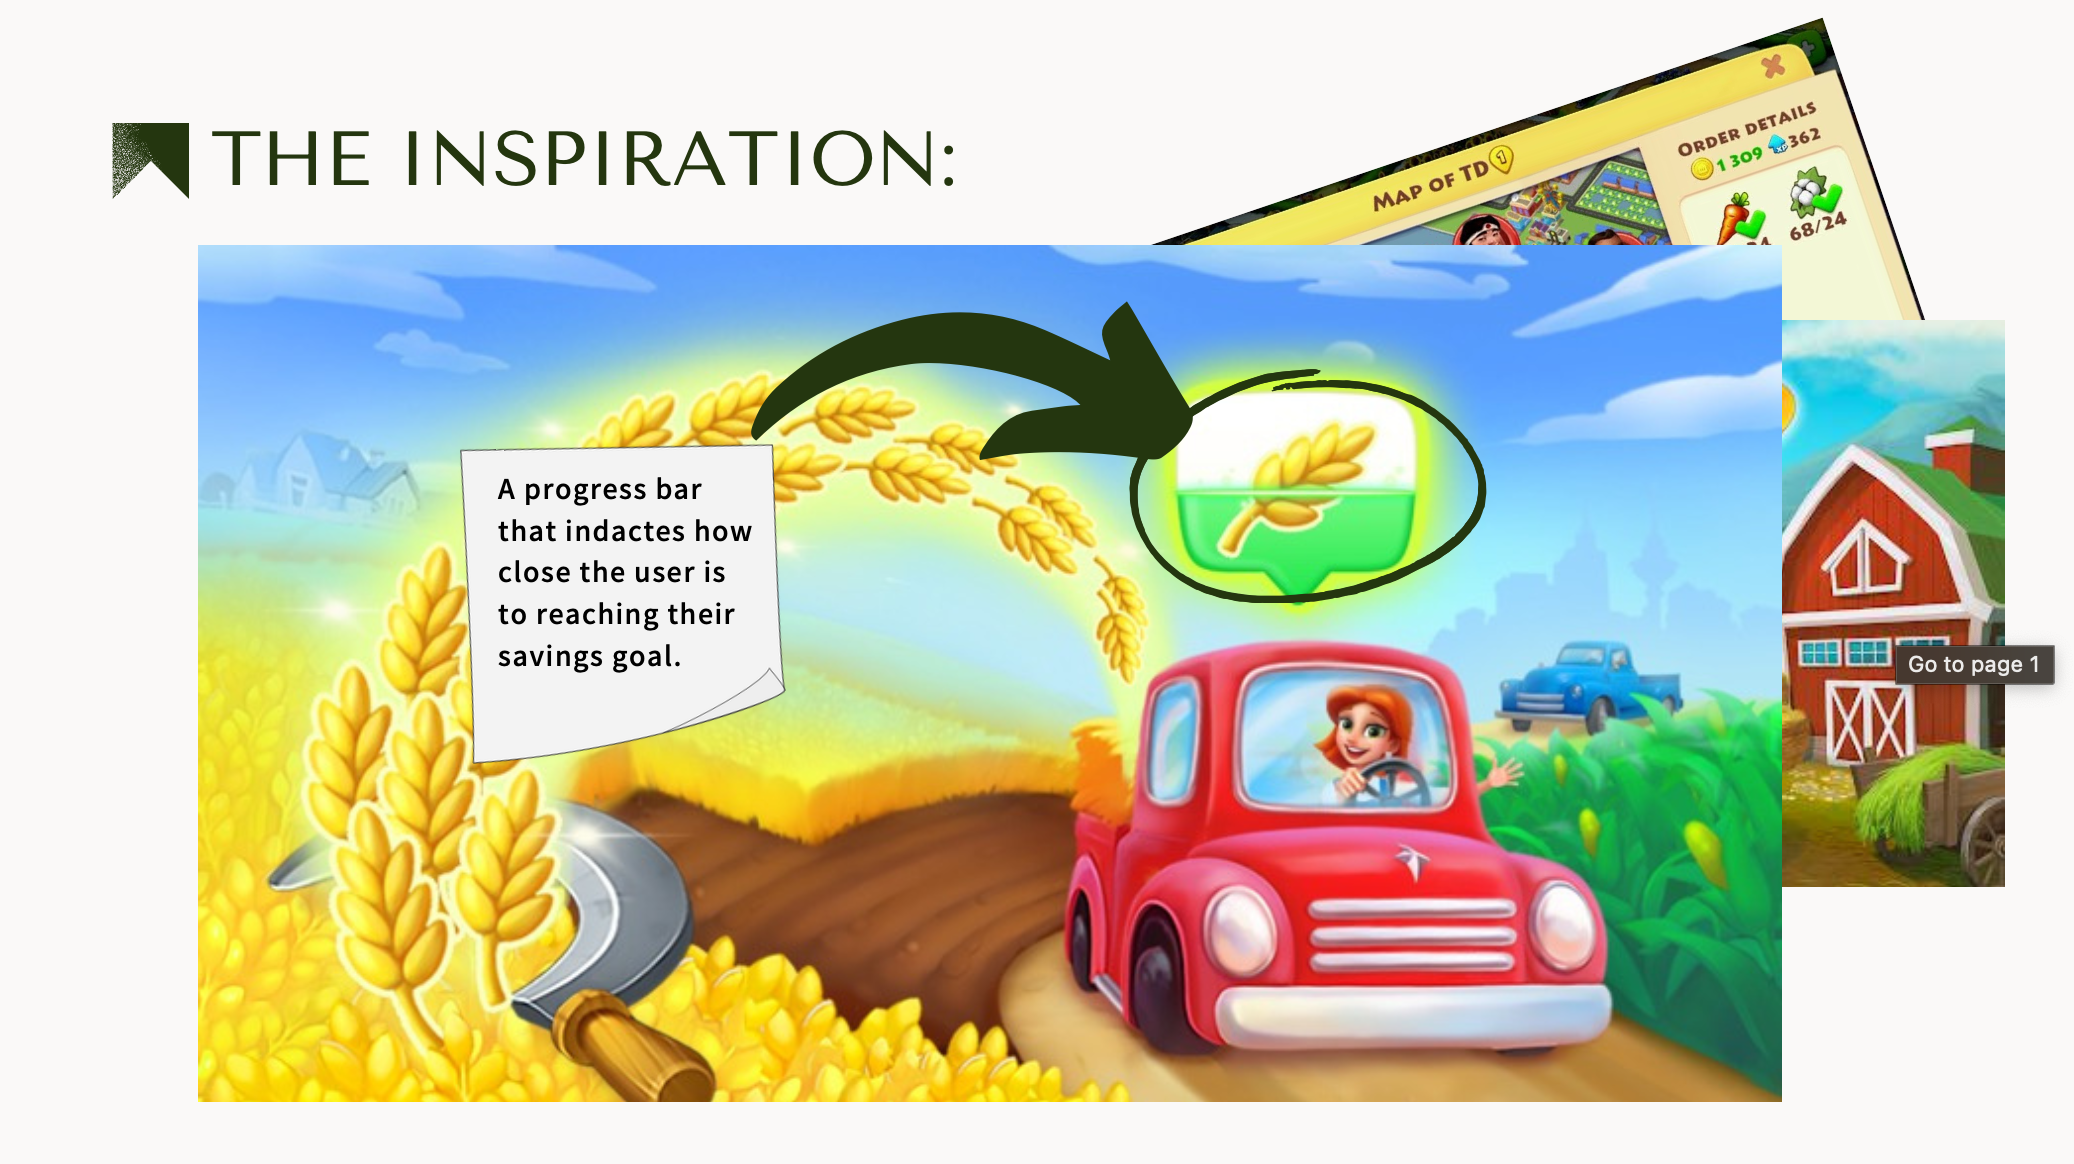 THE INSPIRATION:
MAP OF TD 1
ORDER DETAILS
1 309 XP 362
68/24
A progress bar
that indactes how
close the user is
to reaching their
savings goal.
Go to page 1